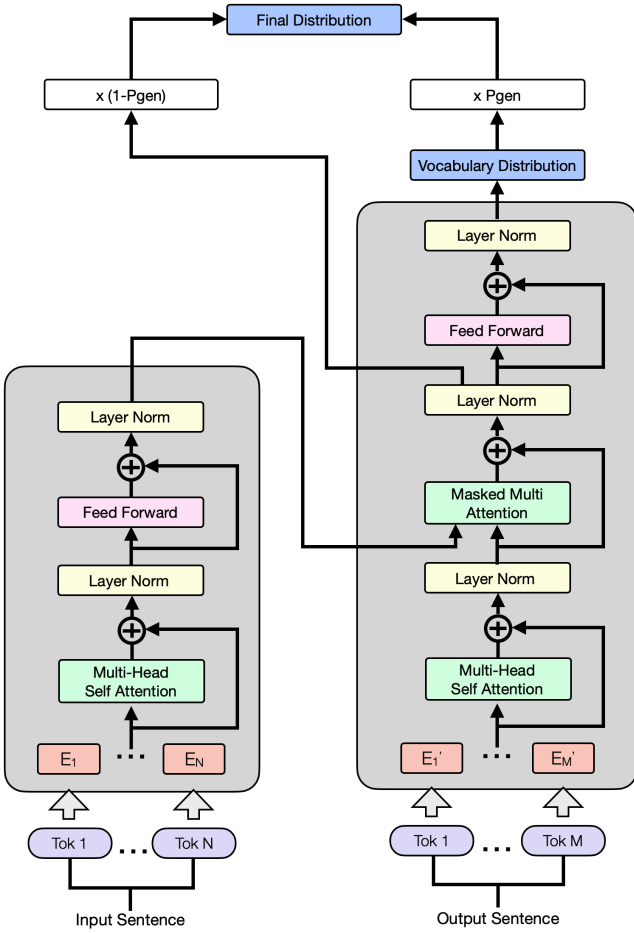 Final Distribution
x (1-Pgen)
x Pgen
Vocabulary Distribution
Layer Norm
Feed Forward
Layer Norm
Masked Multi
Attention
Layer Norm
Multi-Head
Self Attention
E1′ ... EM′
Tok 1 ... Tok M
Output Sentence
Layer Norm
Feed Forward
Layer Norm
Multi-Head
Self Attention
E1 ... EN
Tok 1 ... Tok N
Input Sentence